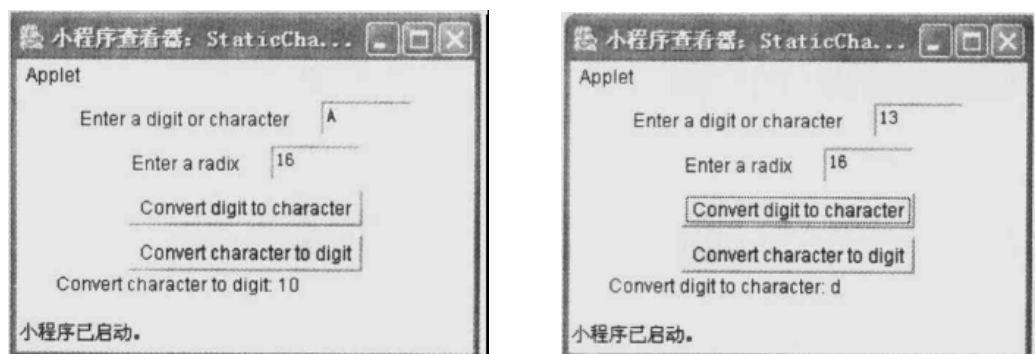 小程序查看器: StaticCha...
Applet
Enter a digit or character
A
Enter a radix
16
Convert digit to character
Convert character to digit
Convert character to digit: 10
小程序已启动。
小程序查看器: StaticCha...
Applet
Enter a digit or character
13
Enter a radix
16
Convert digit to character
Convert character to digit
Convert digit to character: d
小程序已启动。